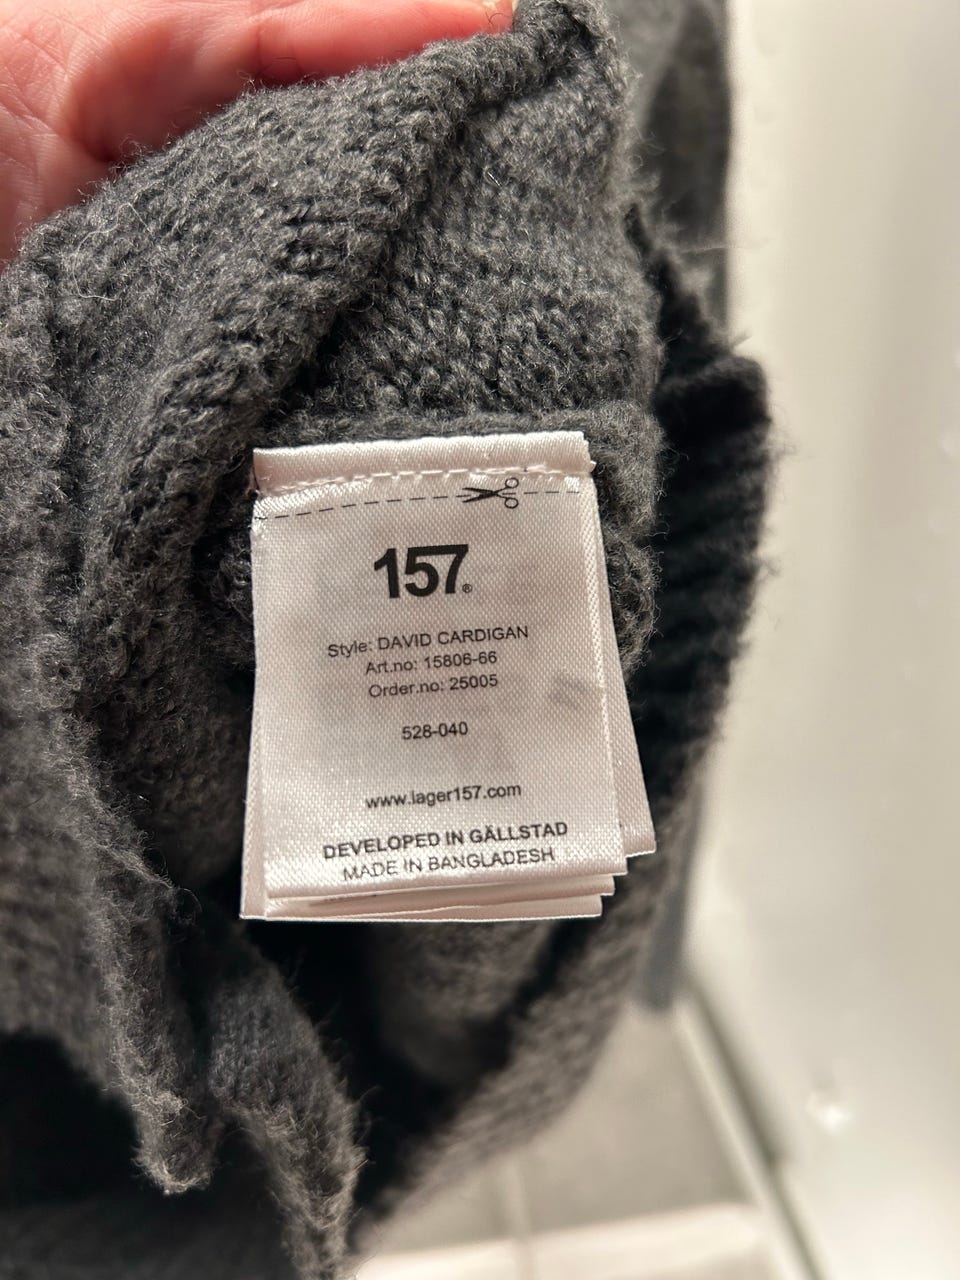 157®
Style: DAVID CARDIGAN
Art.no: 15806-66
Order.no: 25005
528-040
www.lager157.com
DEVELOPED IN GÄLLSTAD
MADE IN BANGLADESH